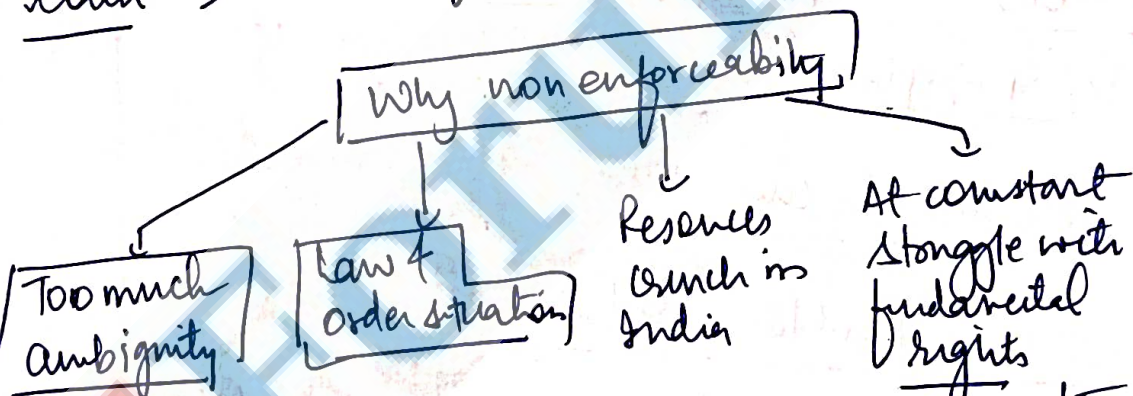 Why non enforceability
Too much
ambiguity
Law &
order situation
Resources
crunch in
India
At constant
struggle with
fundamental
rights